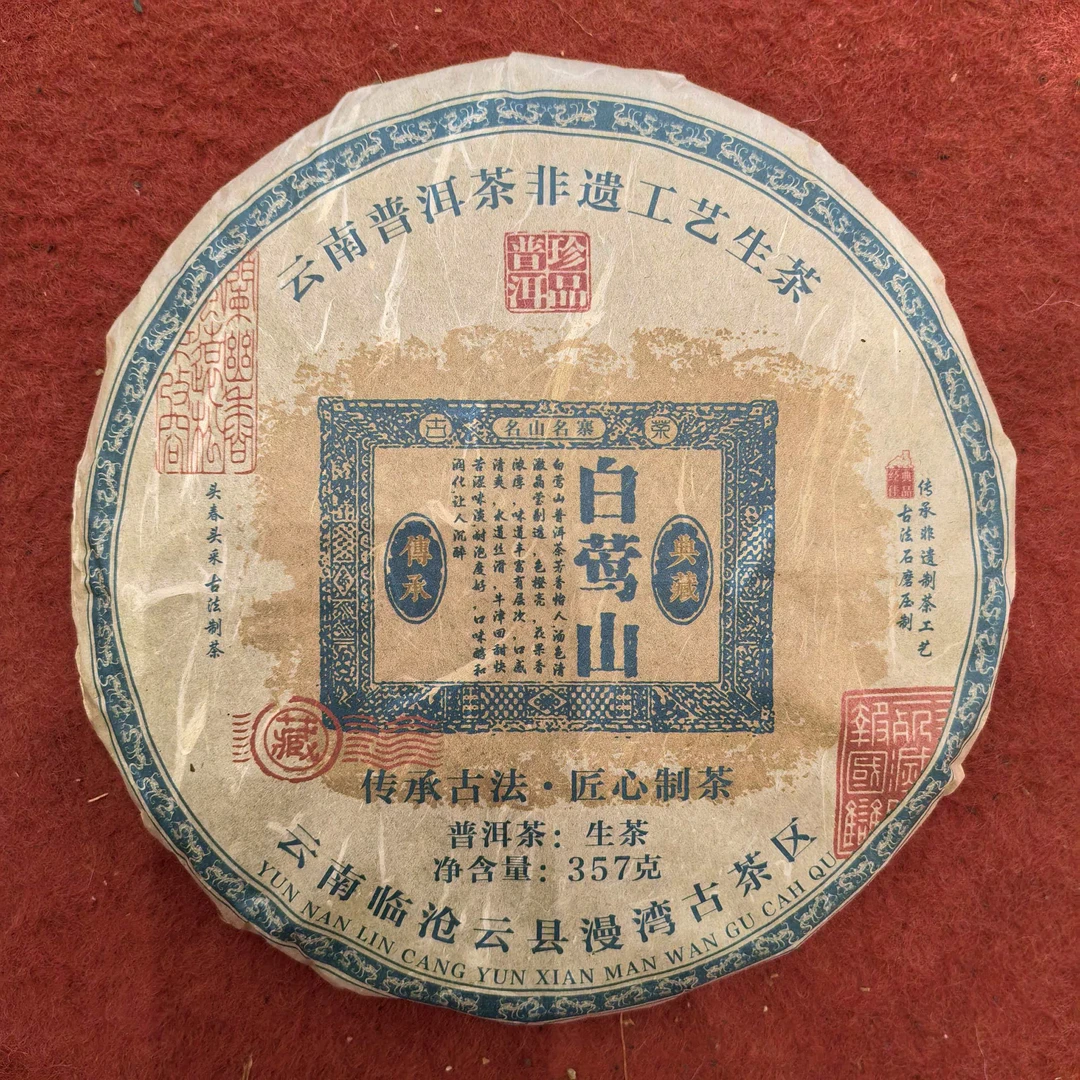 云南普洱茶非遗工艺生茶
珍品
普洱
古
名山名寨
茶
白莺山
典藏
傳承
白莺山普洱茶芬香怡人，汤色清
澈晶莹剔透，色橙亮，花果香
浓厚，味道丰富有层次，口感
清爽，水道丝滑，生津回甜快
苦涩味淡耐泡度好，口味醇和
润化让人沉醉
头春头采古法制茶
经典
佳品
传承非遗制茶工艺
古法石磨压制
藏
传承古法·匠心制茶
普洱茶：生茶
净含量：357克
云南临沧云县漫湾古茶区
YUN NAN LIN CANG YUN XIAN MAN WAN GU CAH QU